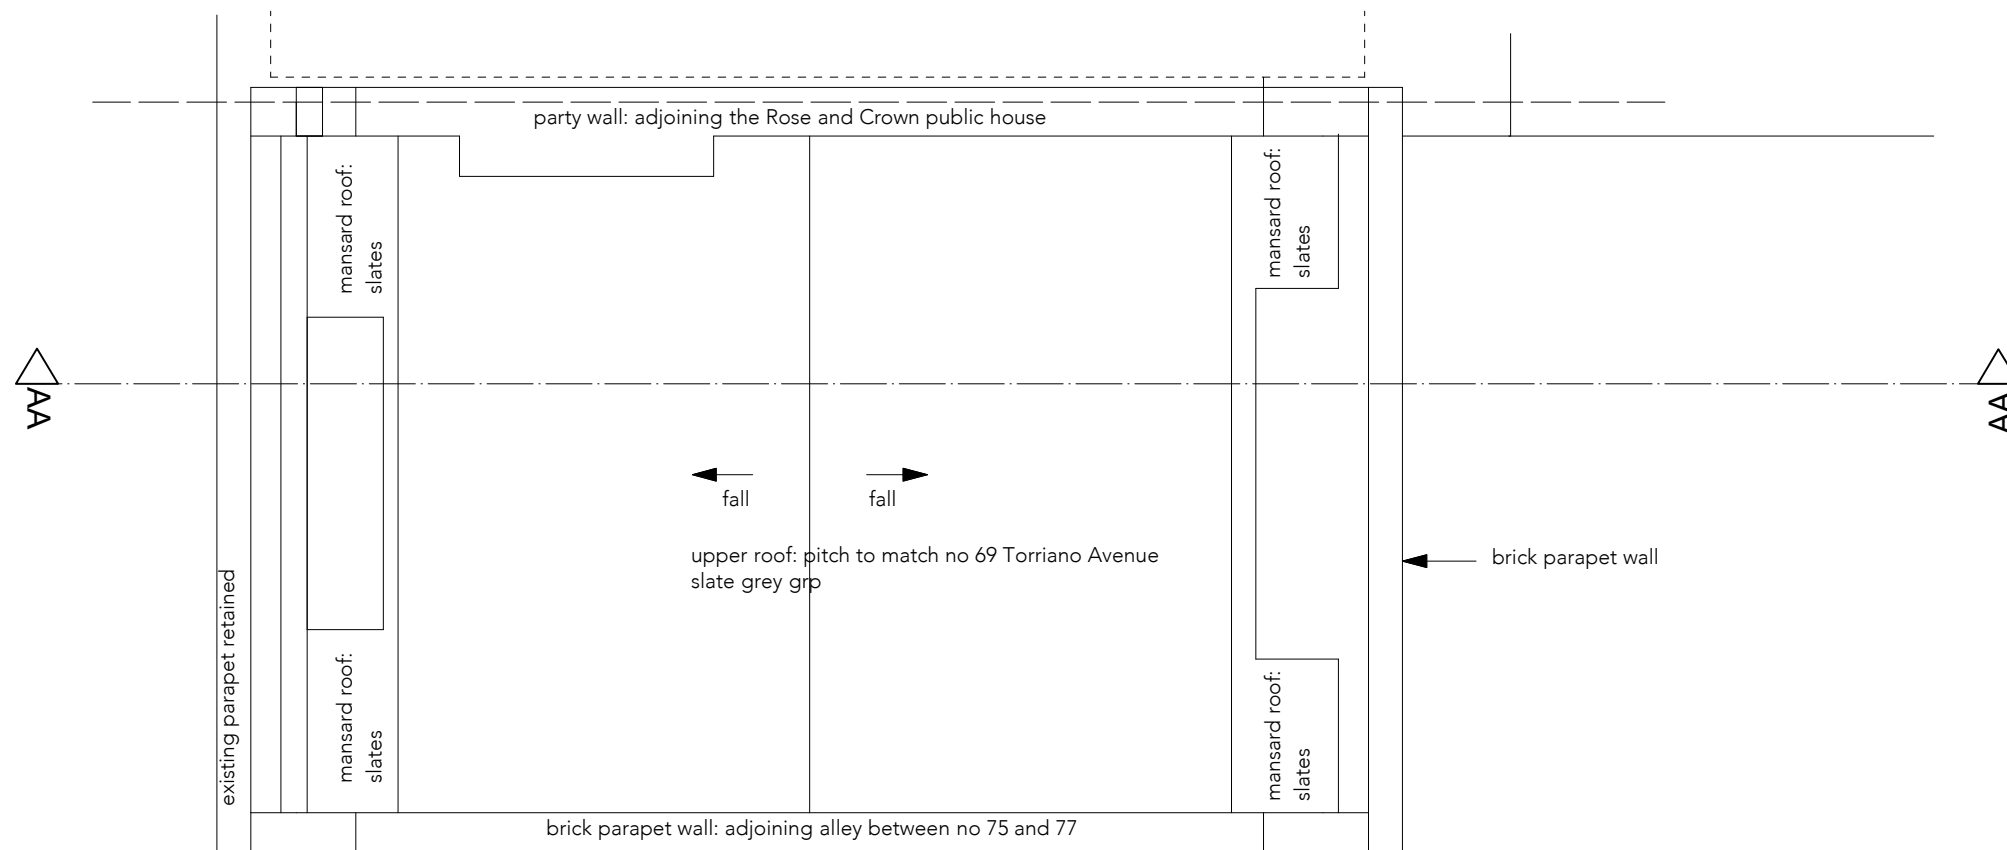 party wall: adjoining the Rose and Crown public house
mansard roof:
slates
mansard roof:
slates
AA
AA
fall
fall
upper roof: pitch to match no 69 Torriano Avenue
slate grey grp
brick parapet wall
existing parapet retained
mansard roof:
slates
mansard roof:
slates
brick parapet wall: adjoining alley between no 75 and 77